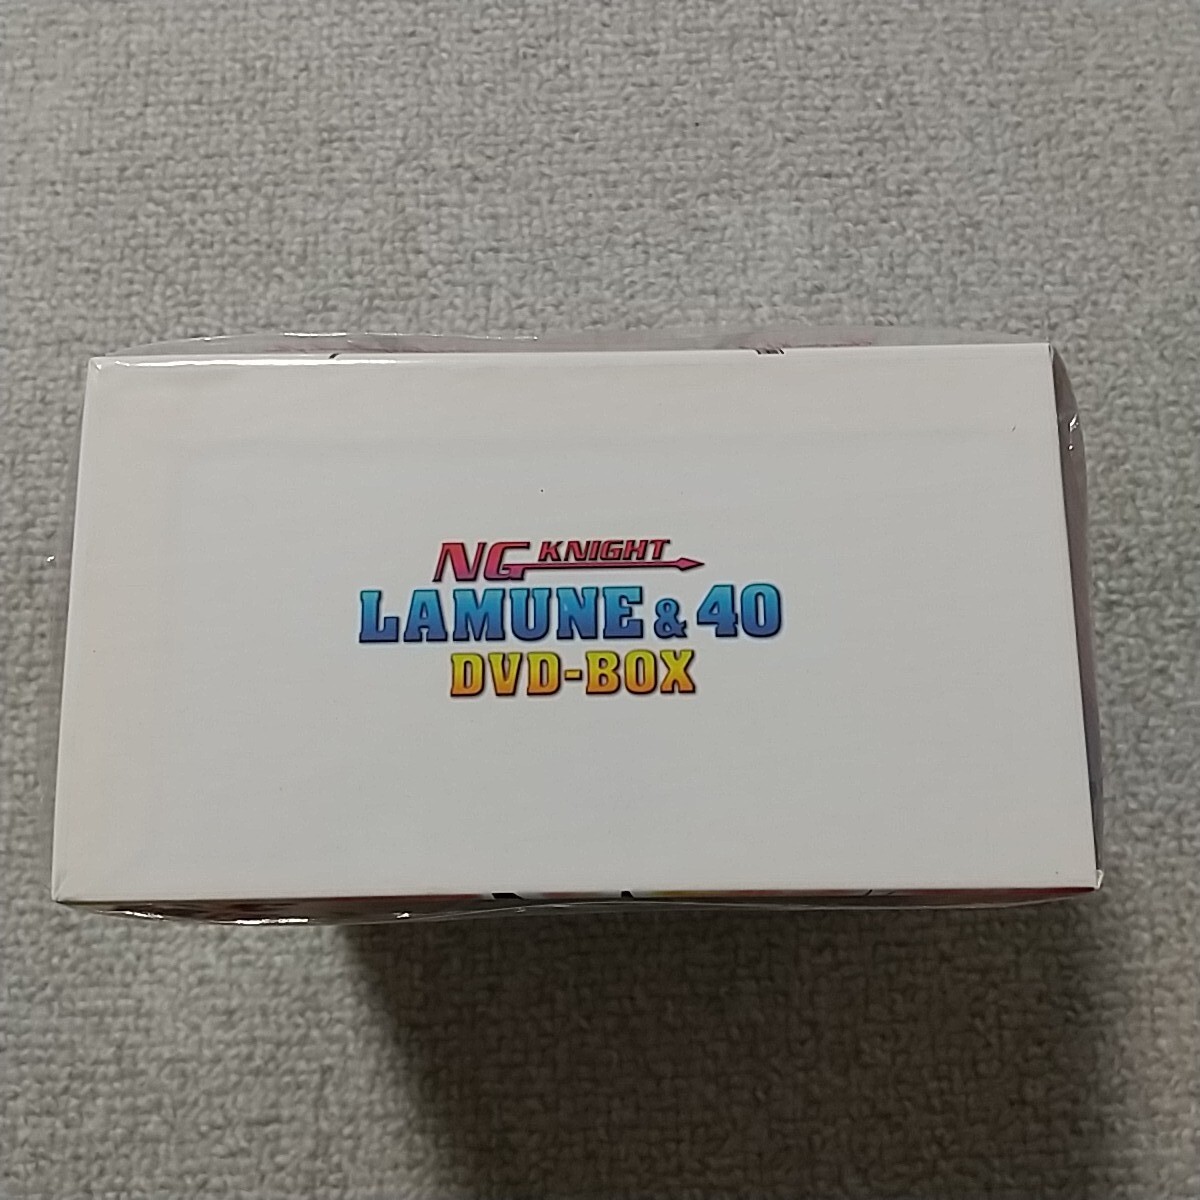 NG KNIGHT
LAMUNE & 40
DVD-BOX